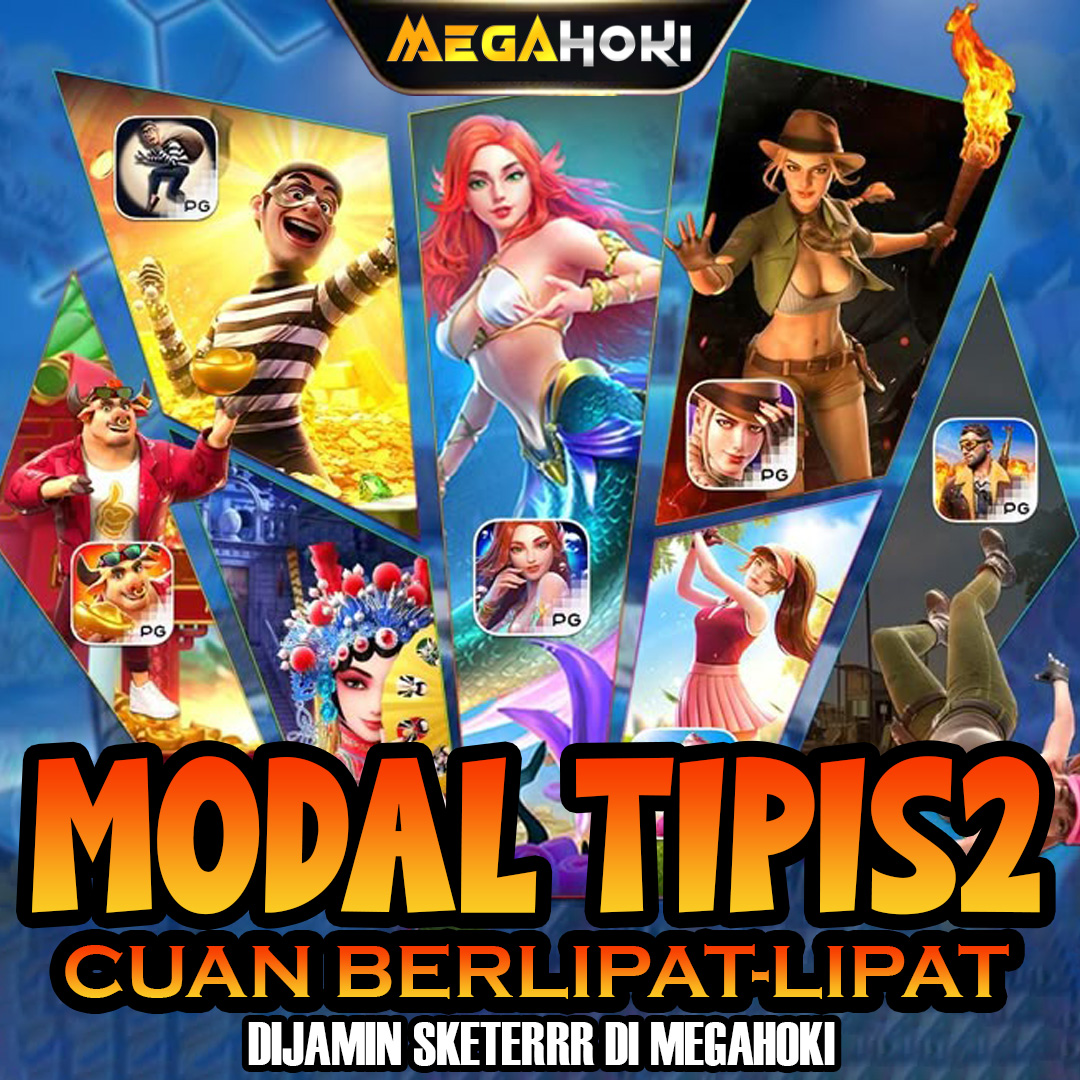 MEGAHOKI
PG
PG
PG
PG
PG
MODAL TIPIS2
CUAN BERLIPAT-LIPAT
DIJAMIN SKETERRR DI MEGAHOKI